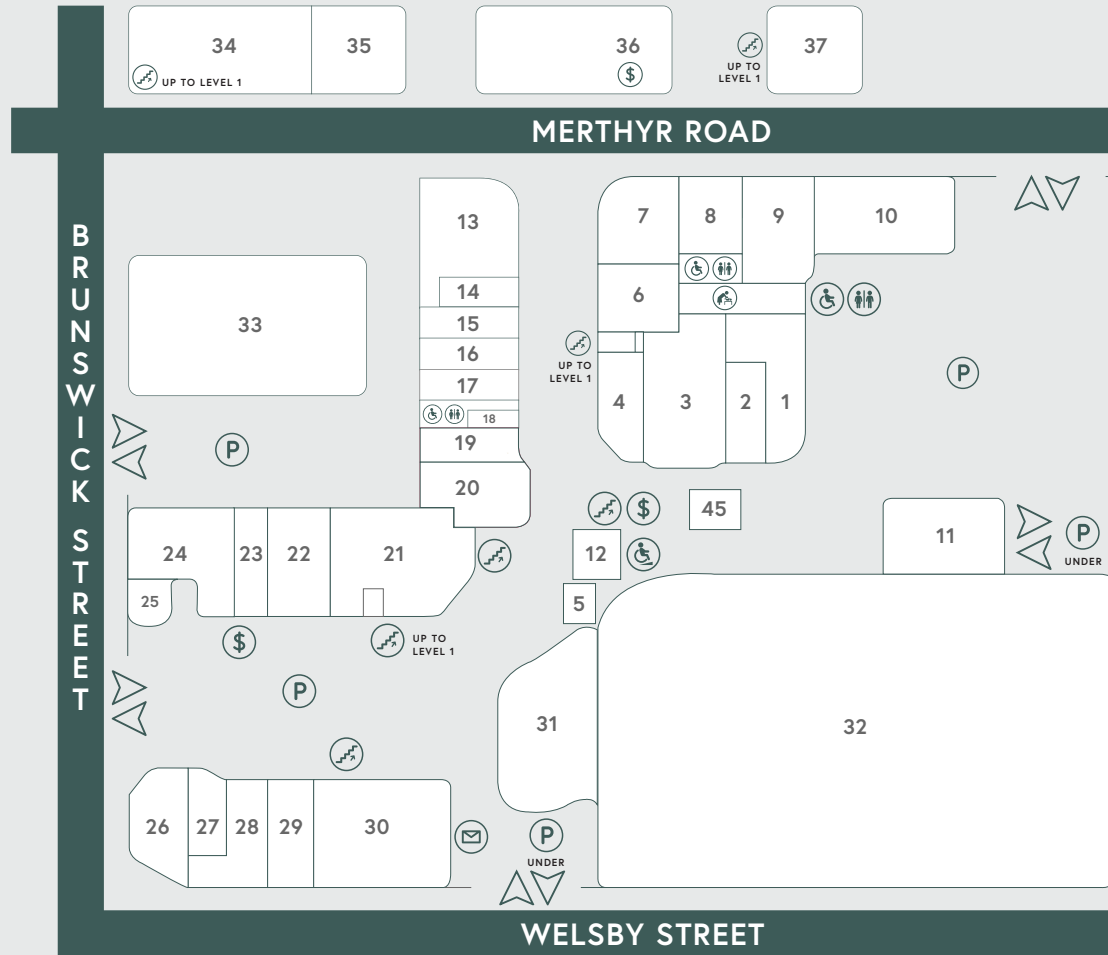 34
35
36
37
$
UP TO LEVEL 1
UP TO
LEVEL 1
MERTHYR ROAD
BRUNSWICK STREET
13
7
8
9
10
14
6
33
15
16
UP TO
LEVEL 1
P
17
4
3
2
1
18
19
P
20
$
45
11
P
UNDER
24
23
22
21
12
25
5
$
UP TO
LEVEL 1
P
31
32
26
27
28
29
30
P
UNDER
WELSBY STREET